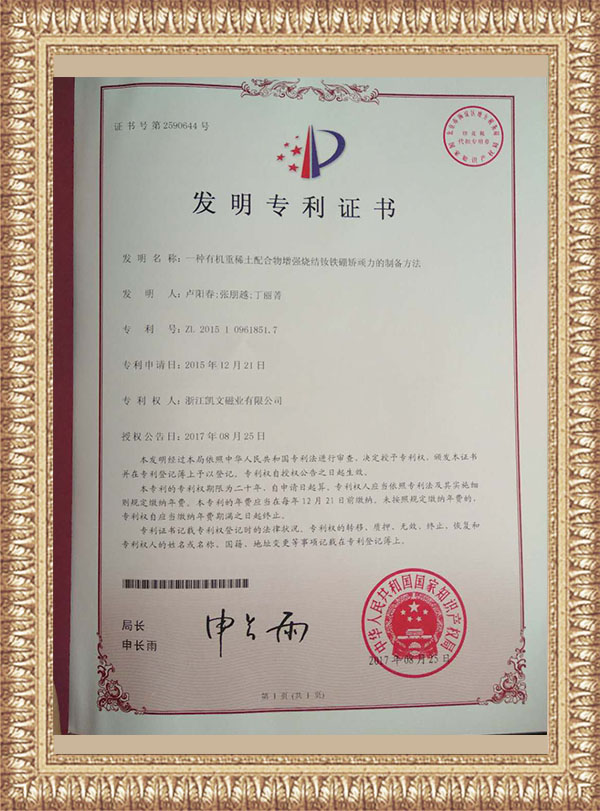 证书号第2590644号
代办专用章
发明专利证书
发明名称：一种有机重稀土配合物增强烧结钕铁硼矫顽力的制备方法
发明人：卢阳春;张朋越;丁丽菁
专利号：ZL 2015 1 0961851.7
专利申请日：2015年12月21日
专利权人：浙江凯文磁业有限公司
授权公告日：2017年08月25日
本发明经过本局依照中华人民共和国专利法进行审查，决定授予专利权，颁发本证书
并在专利登记簿上予以登记。专利权自授权公告之日起生效。
本专利的专利权期限为二十年，自申请日起算。专利权人应当依照专利法及其实施细
则规定缴纳年费。本专利的年费应当在每年12月21日前缴纳。未按照规定缴纳年费的，
专利权自应当缴纳年费期满之日起终止。
专利证书记载专利权登记时的法律状况。专利权的转移、质押、无效、终止、恢复和
专利权人的姓名或名称、国籍、地址变更等事项记载在专利登记簿上。
局长
申长雨
申长雨
中华人民共和国国家知识产权局
2017年08月25日
第1页(共1页)